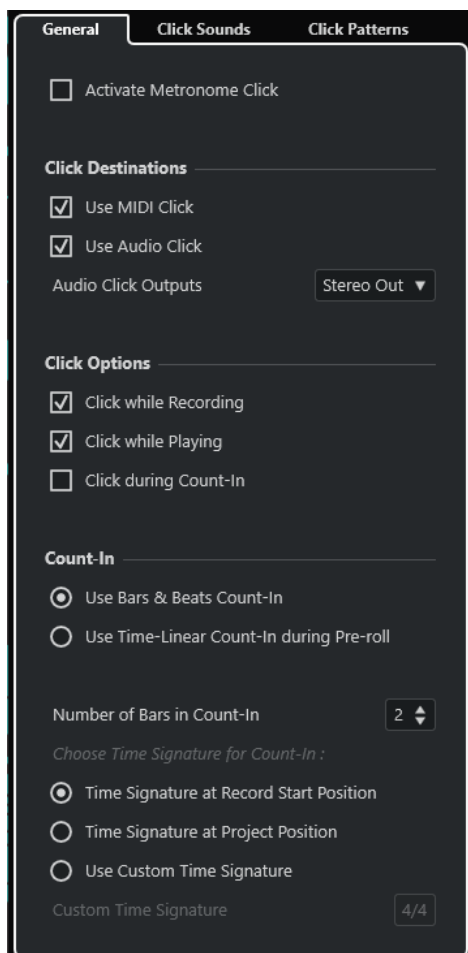 General Click Sounds Click Patterns
Activate Metronome Click
Click Destinations
Use MIDI Click
Use Audio Click
Audio Click Outputs Stereo Out
Click Options
Click while Recording
Click while Playing
Click during Count-In
Count-In
Use Bars & Beats Count-In
Use Time-Linear Count-In during Pre-roll
Number of Bars in Count-In 2
Choose Time Signature for Count-In :
Time Signature at Record Start Position
Time Signature at Project Position
Use Custom Time Signature
Custom Time Signature 4/4